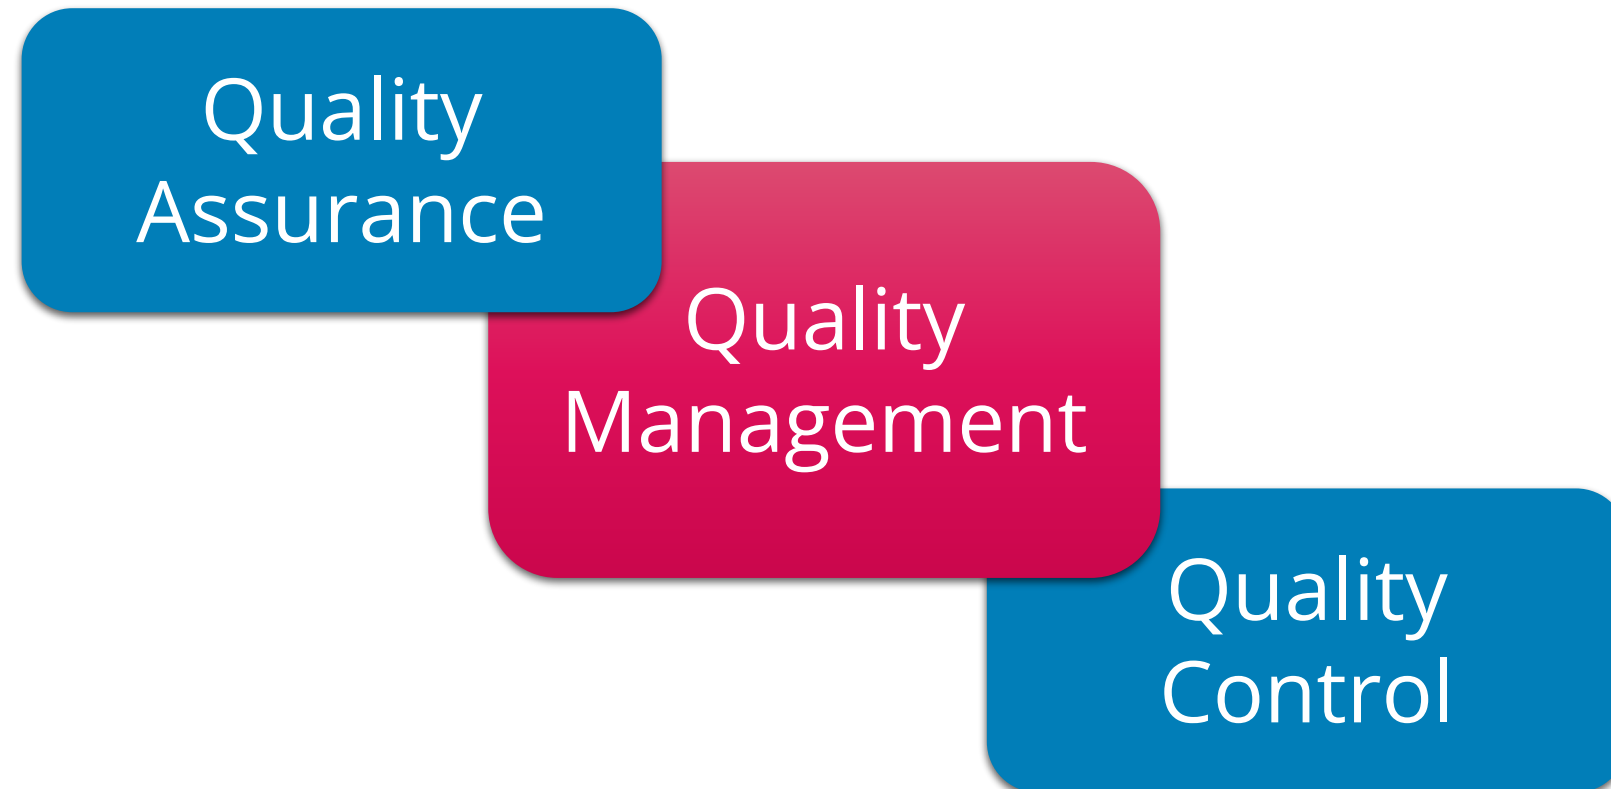 Quality
Assurance
Quality
Management
Quality
Control